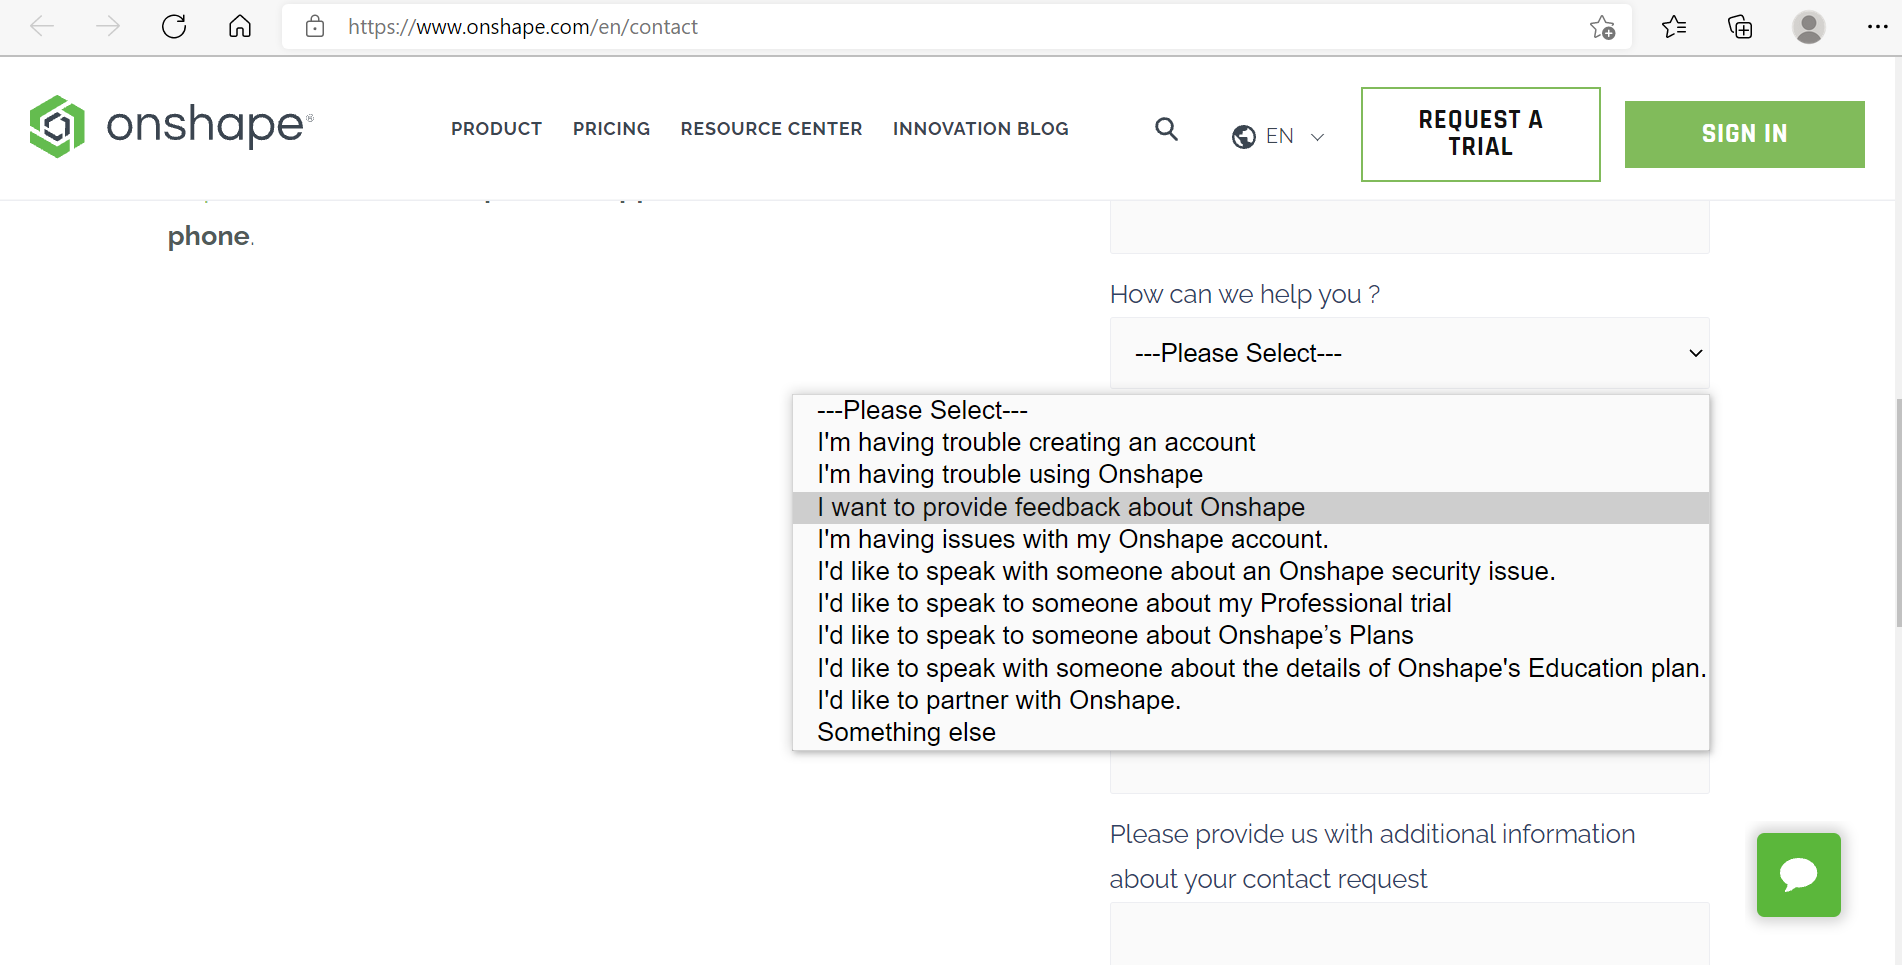 https://www.onshape.com/en/contact
onshape®
PRODUCT
PRICING
RESOURCE CENTER
INNOVATION BLOG
EN
REQUEST A
TRIAL
SIGN IN
phone.
How can we help you ?
---Please Select---
---Please Select---
I'm having trouble creating an account
I'm having trouble using Onshape
I want to provide feedback about Onshape
I'm having issues with my Onshape account.
I'd like to speak with someone about an Onshape security issue.
I'd like to speak to someone about my Professional trial
I'd like to speak to someone about Onshape’s Plans
I'd like to speak with someone about the details of Onshape's Education plan.
I'd like to partner with Onshape.
Something else
Please provide us with additional information
about your contact request